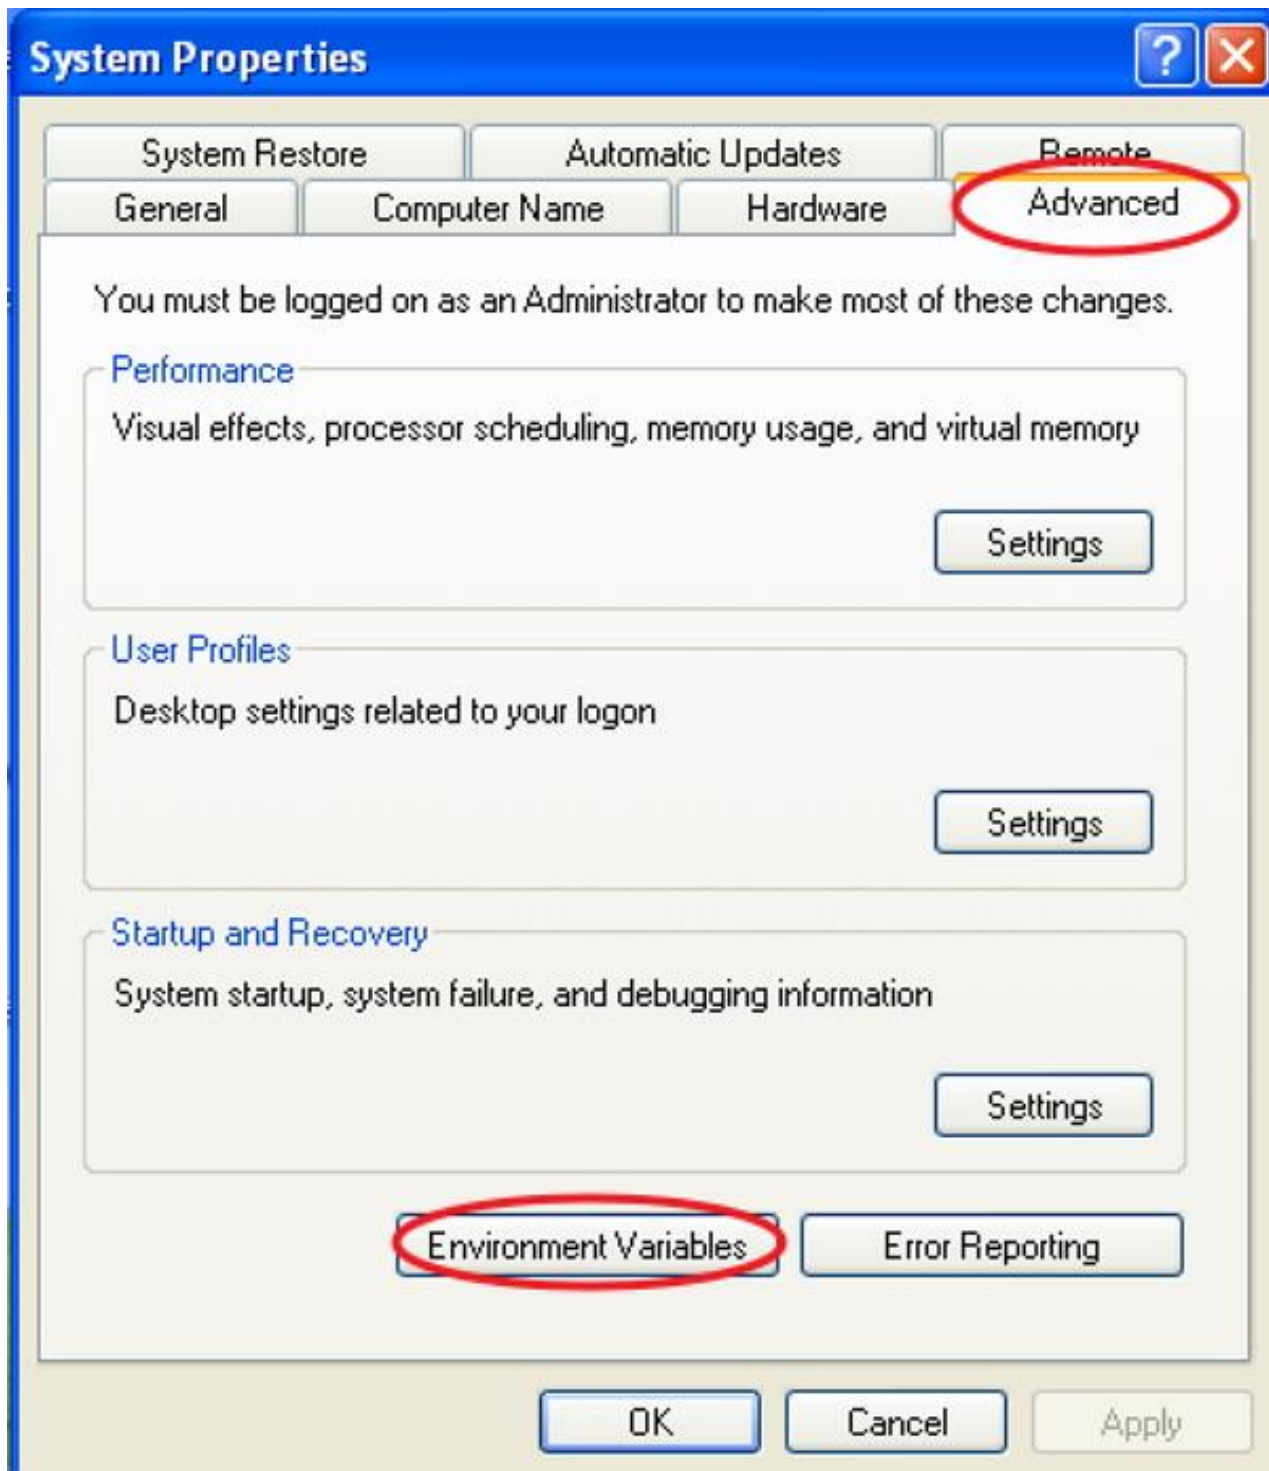 System Properties
System Restore Automatic Updates Remote
General Computer Name Hardware Advanced
You must be logged on as an Administrator to make most of these changes.
Performance
Visual effects, processor scheduling, memory usage, and virtual memory
Settings
User Profiles
Desktop settings related to your logon
Settings
Startup and Recovery
System startup, system failure, and debugging information
Settings
Environment Variables Error Reporting
OK Cancel Apply